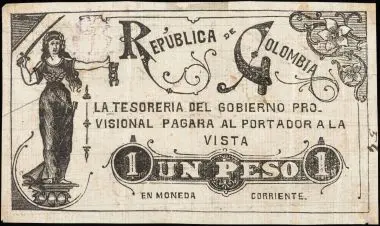 REPÚBLICA DE COLOMBIA
LA TESORERIA DEL GOBIERNO PRO-
VISIONAL PAGARA AL PORTADOR A LA
VISTA
1 UN PESO 1
EN MONEDA CORRIENTE.